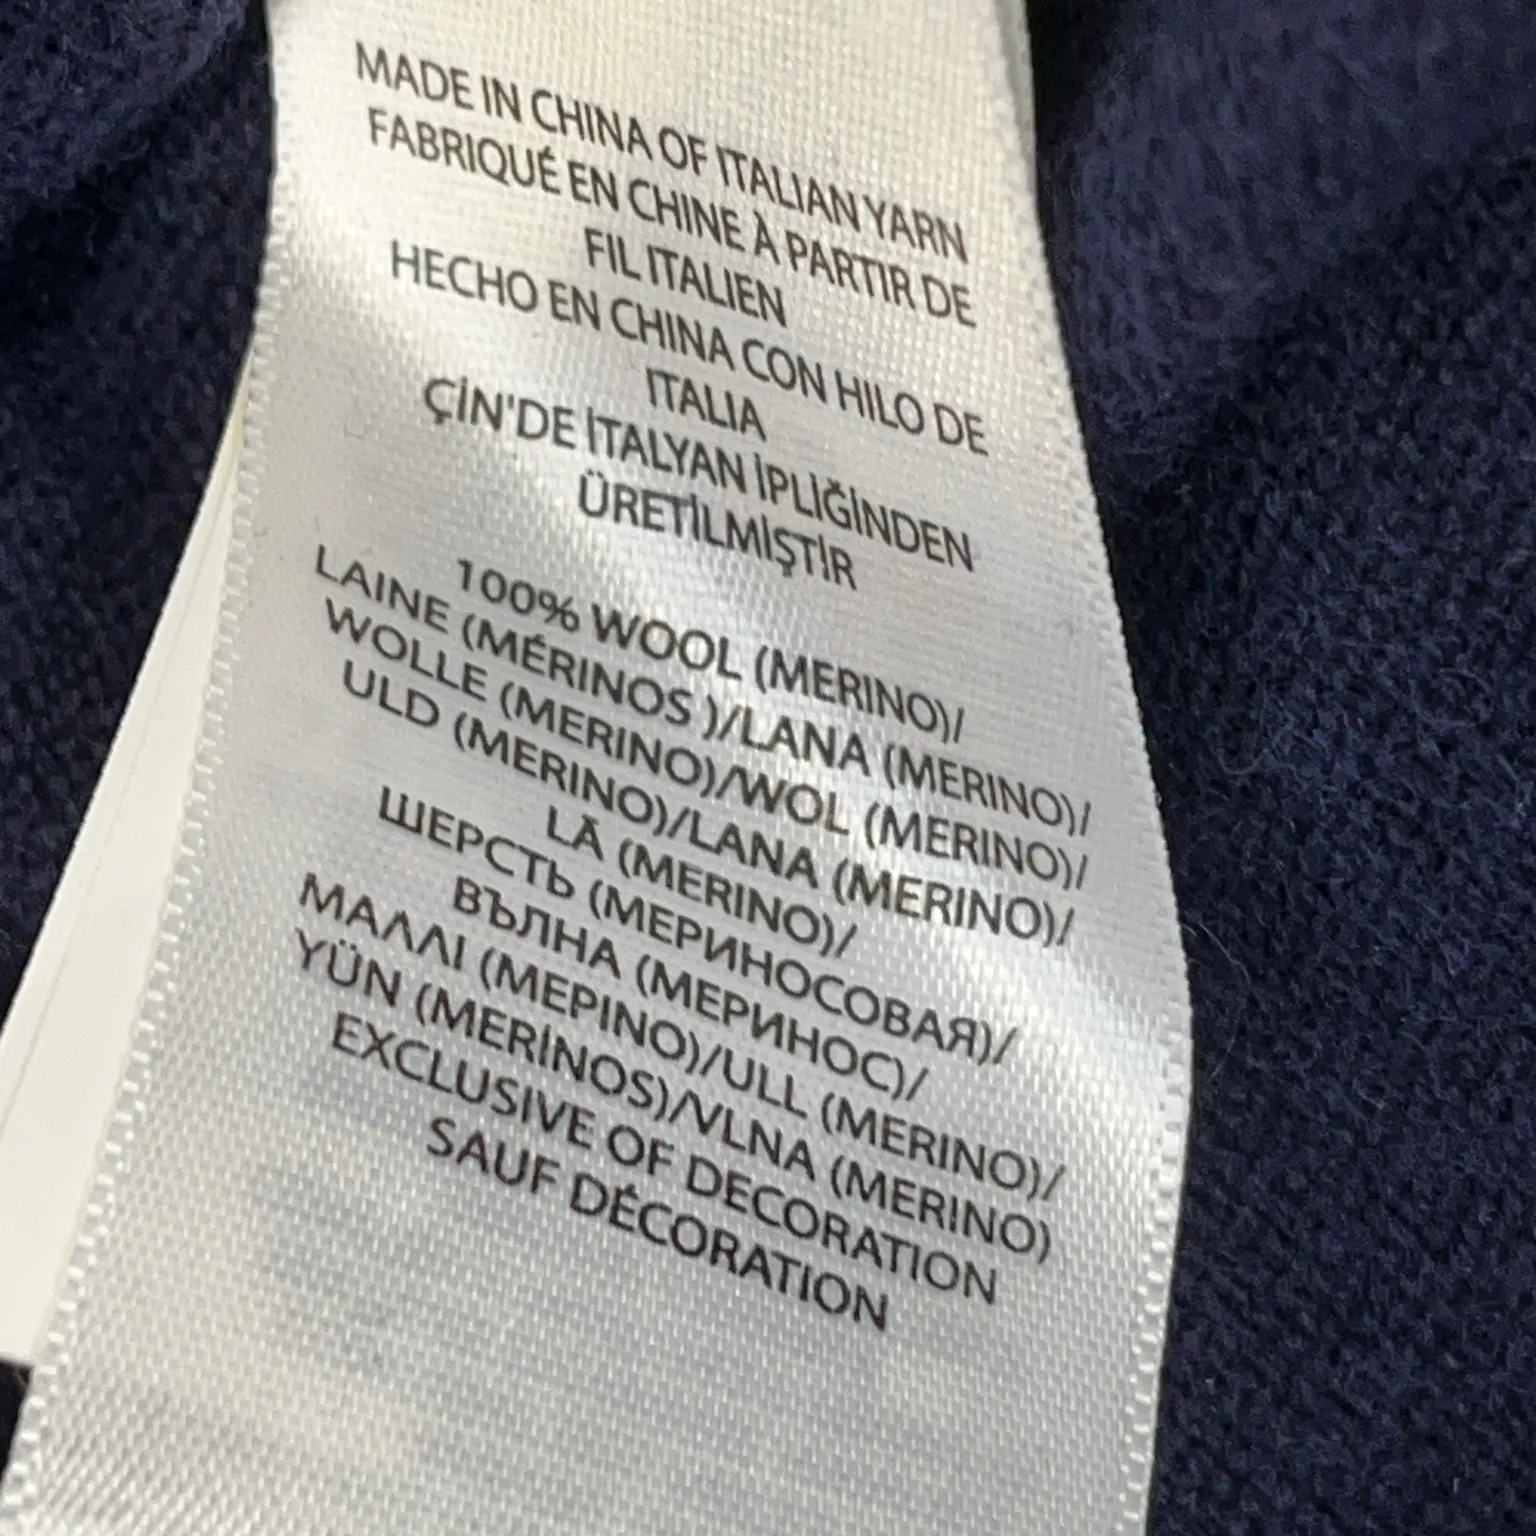 MADE IN CHINA OF ITALIAN YARN
FABRIQUÉ EN CHINE À PARTIR DE
FIL ITALIEN
HECHO EN CHINA CON HILO DE
ITALIA
ÇİN'DE İTALYAN İPLİĞİNDEN
ÜRETİLMİŞTİR
100% WOOL (MERINO)/
LAINE (MÉRINOS )/LANA (MERINO)/
WOLLE (MERINO)/WOL (MERINO)/
ULD (MERINO)/LANA (MERINO)/
LÃ (MERINO)/
ШЕРСТЬ (МЕРИНОСОВАЯ)/
ВЪЛНА (МЕРИНОС)/
ΜΑΛΛΙ (ΜΕΡΙΝΟ)/ULL (MERINO)/
YÜN (MERİNOS)/VLNA (MERINO)
EXCLUSIVE OF DECORATION
SAUF DÉCORATION